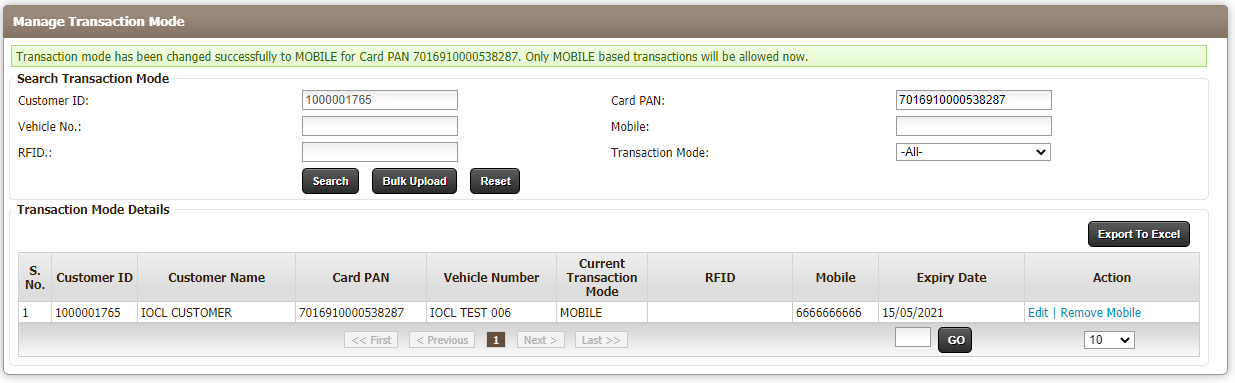 Manage Transaction Mode
Transaction mode has been changed successfully to MOBILE for Card PAN 7016910000538287. Only MOBILE based transactions will be allowed now.
Search Transaction Mode
Customer ID: 1000001765 Card PAN: 7016910000538287
Vehicle No.: Mobile:
RFID.: Transaction Mode: -All-
Search Bulk Upload Reset
Transaction Mode Details
Export To Excel
S. No. Customer ID Customer Name Card PAN Vehicle Number Current Transaction Mode RFID Mobile Expiry Date Action
1 1000001765 IOCL CUSTOMER 7016910000538287 IOCL TEST 006 MOBILE 6666666666 15/05/2021 Edit | Remove Mobile
<< First < Previous 1 Next > Last >> GO 10